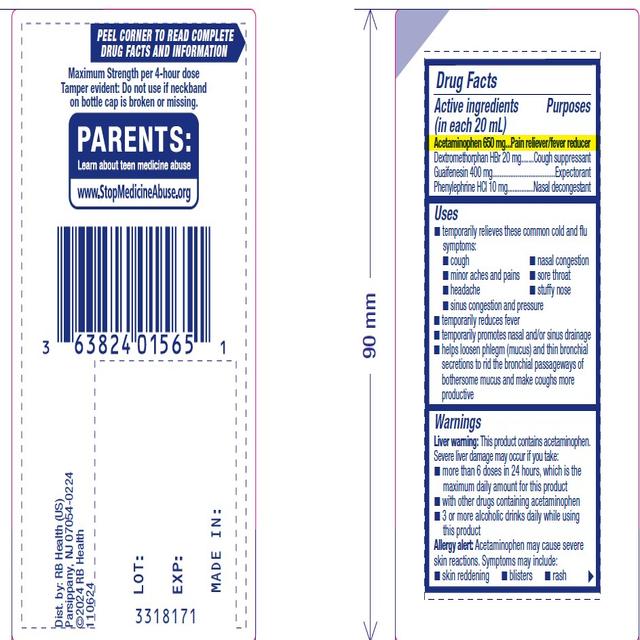 PEEL CORNER TO READ COMPLETE
DRUG FACTS AND INFORMATION
Maximum Strength per 4-hour dose
Tamper evident: Do not use if neckband
on bottle cap is broken or missing.
PARENTS:
Learn about teen medicine abuse
www.StopMedicineAbuse.org
3 63824 01565 1
Dist. by: RB Health (US)
Parsippany, NJ 07054-0224
©2024 RB Health
110624
LOT:
EXP:
MADE IN:
3318171
90 mm
Drug Facts
Active ingredients Purposes
(in each 20 mL)
Acetaminophen 650 mg...Pain reliever/fever reducer
Dextromethorphan HBr 20 mg......Cough suppressant
Guaifenesin 400 mg......................Expectorant
Phenylephrine HCl 10 mg............Nasal decongestant
Uses
■ temporarily relieves these common cold and flu
symptoms:
■ cough ■ nasal congestion
■ minor aches and pains ■ sore throat
■ headache ■ stuffy nose
■ sinus congestion and pressure
■ temporarily reduces fever
■ temporarily promotes nasal and/or sinus drainage
■ helps loosen phlegm (mucus) and thin bronchial
secretions to rid the bronchial passageways of
bothersome mucus and make coughs more
productive
Warnings
Liver warning: This product contains acetaminophen.
Severe liver damage may occur if you take:
■ more than 6 doses in 24 hours, which is the
maximum daily amount for this product
■ with other drugs containing acetaminophen
■ 3 or more alcoholic drinks daily while using
this product
Allergy alert: Acetaminophen may cause severe
skin reactions. Symptoms may include:
■ skin reddening ■ blisters ■ rash